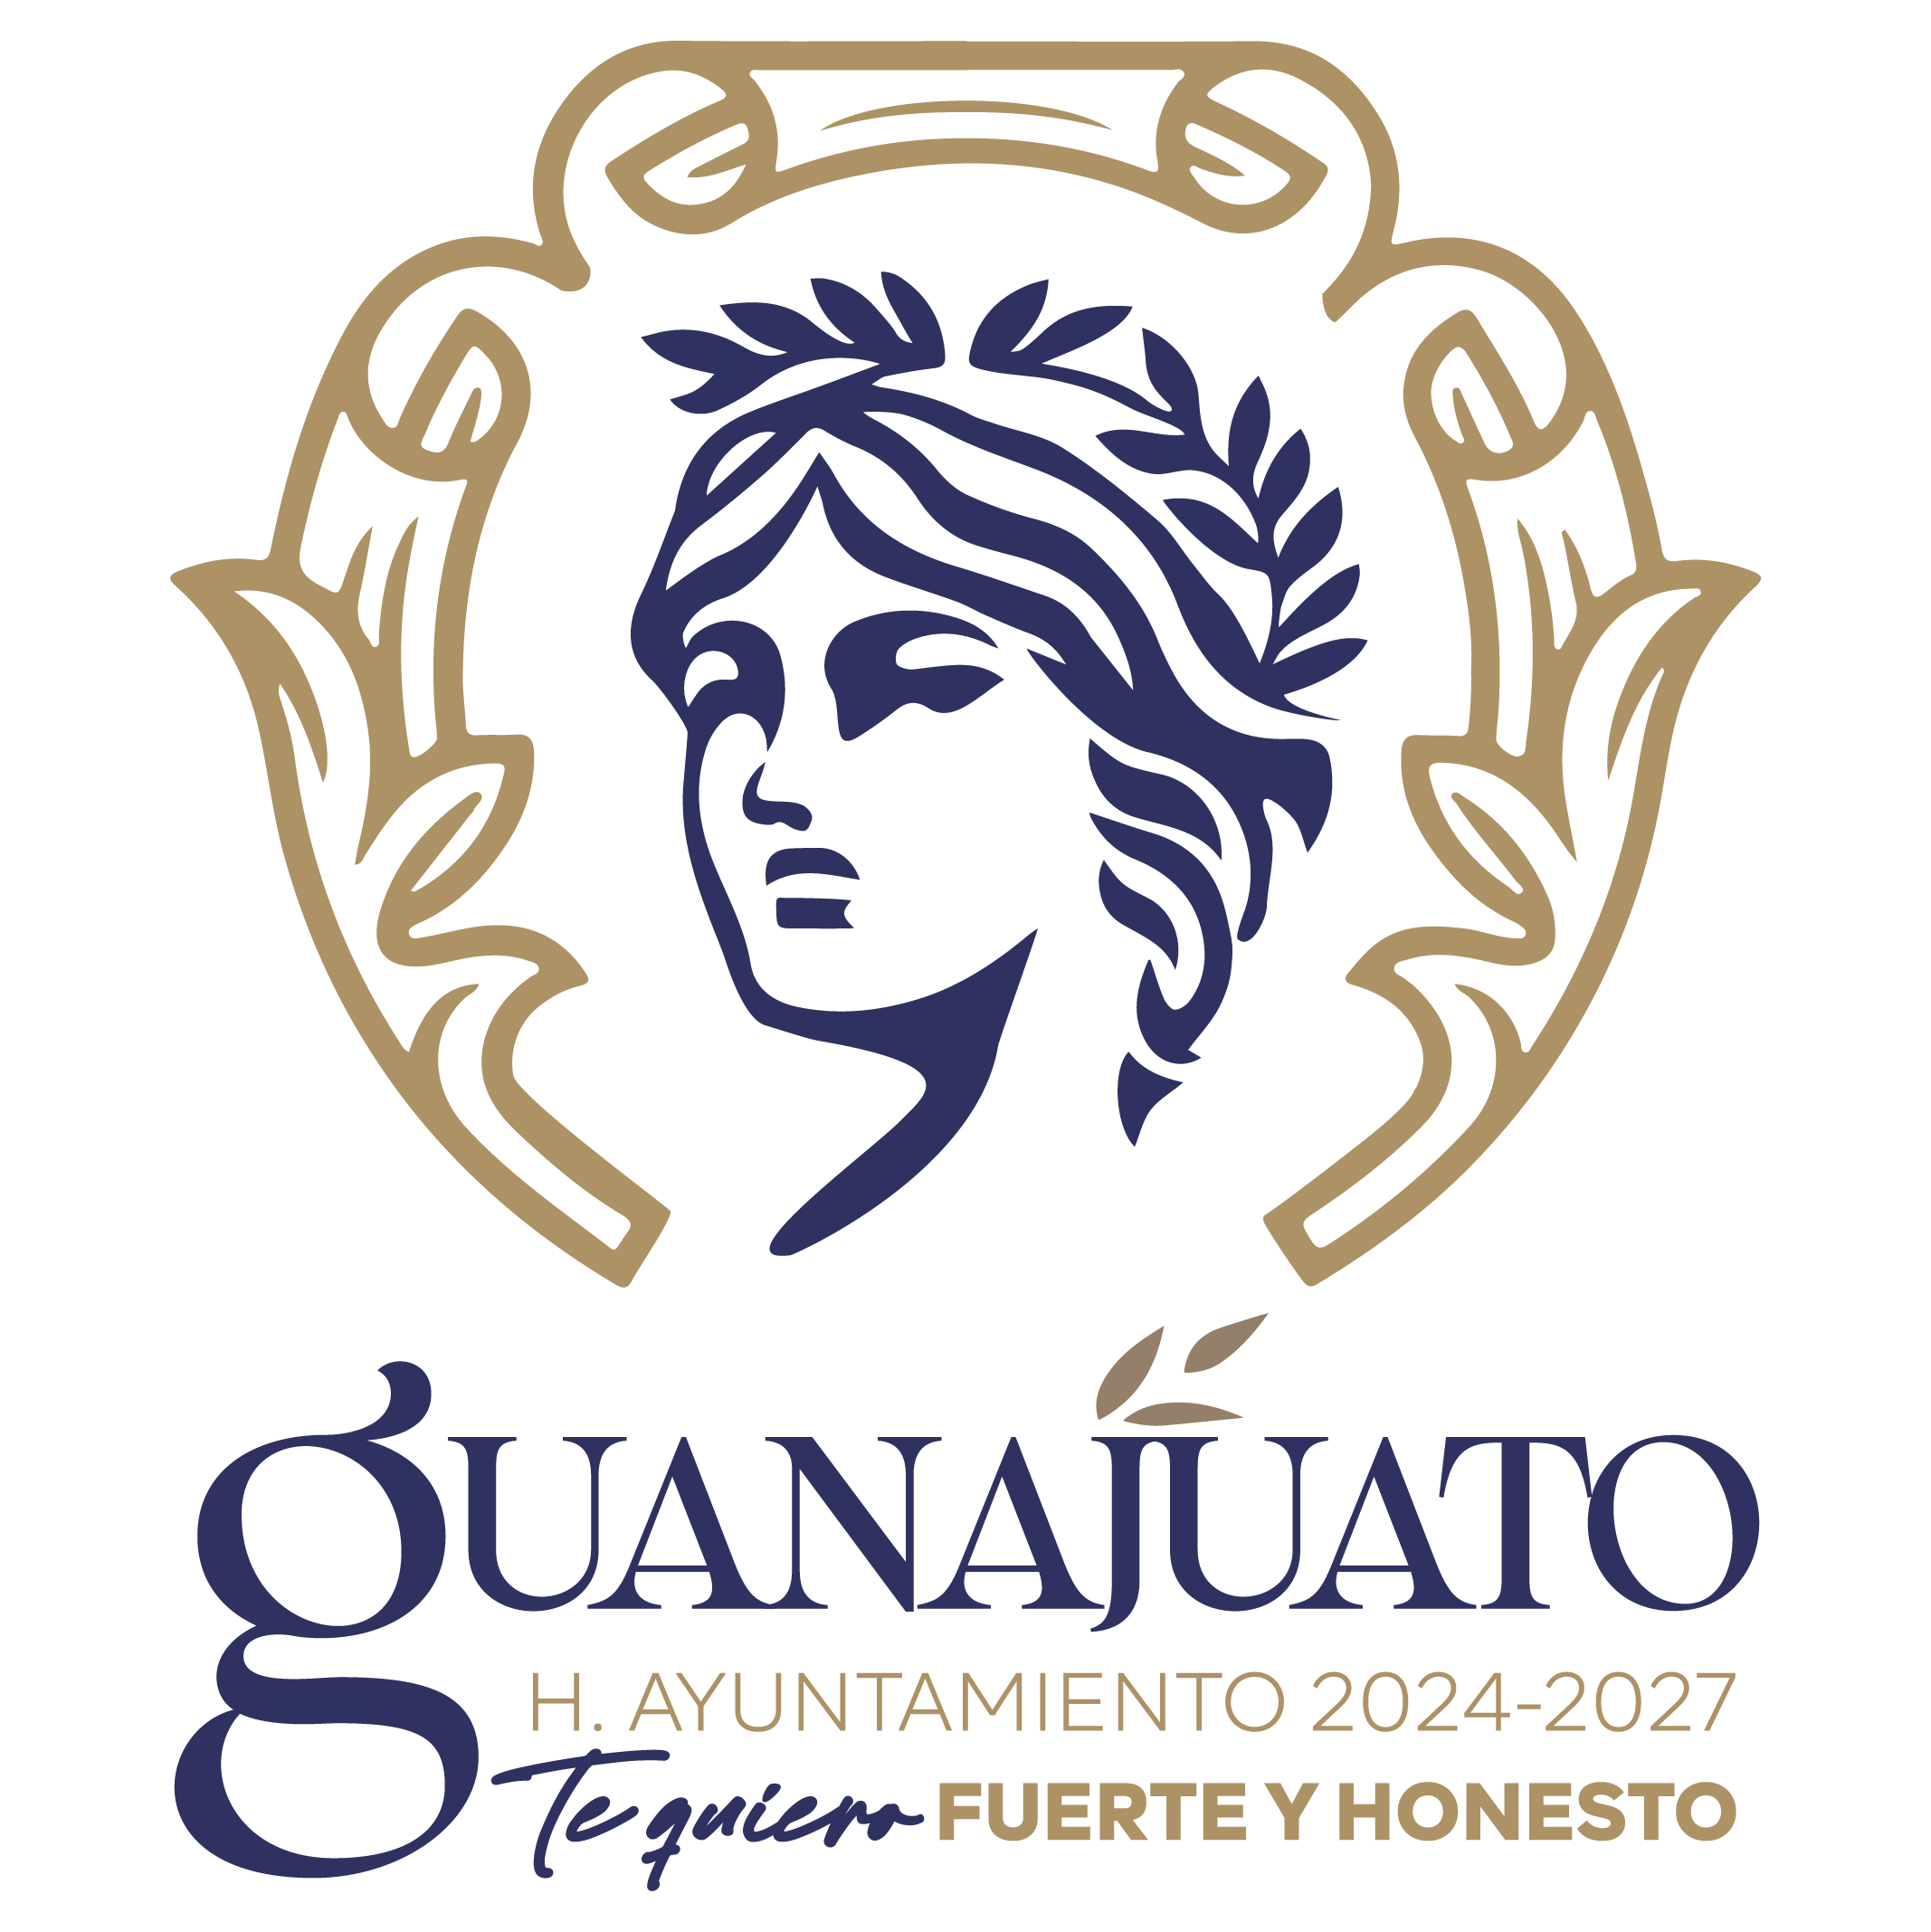 GUANAJUATO
H. AYUNTAMIENTO 2024-2027
Te quiero FUERTE Y HONESTO